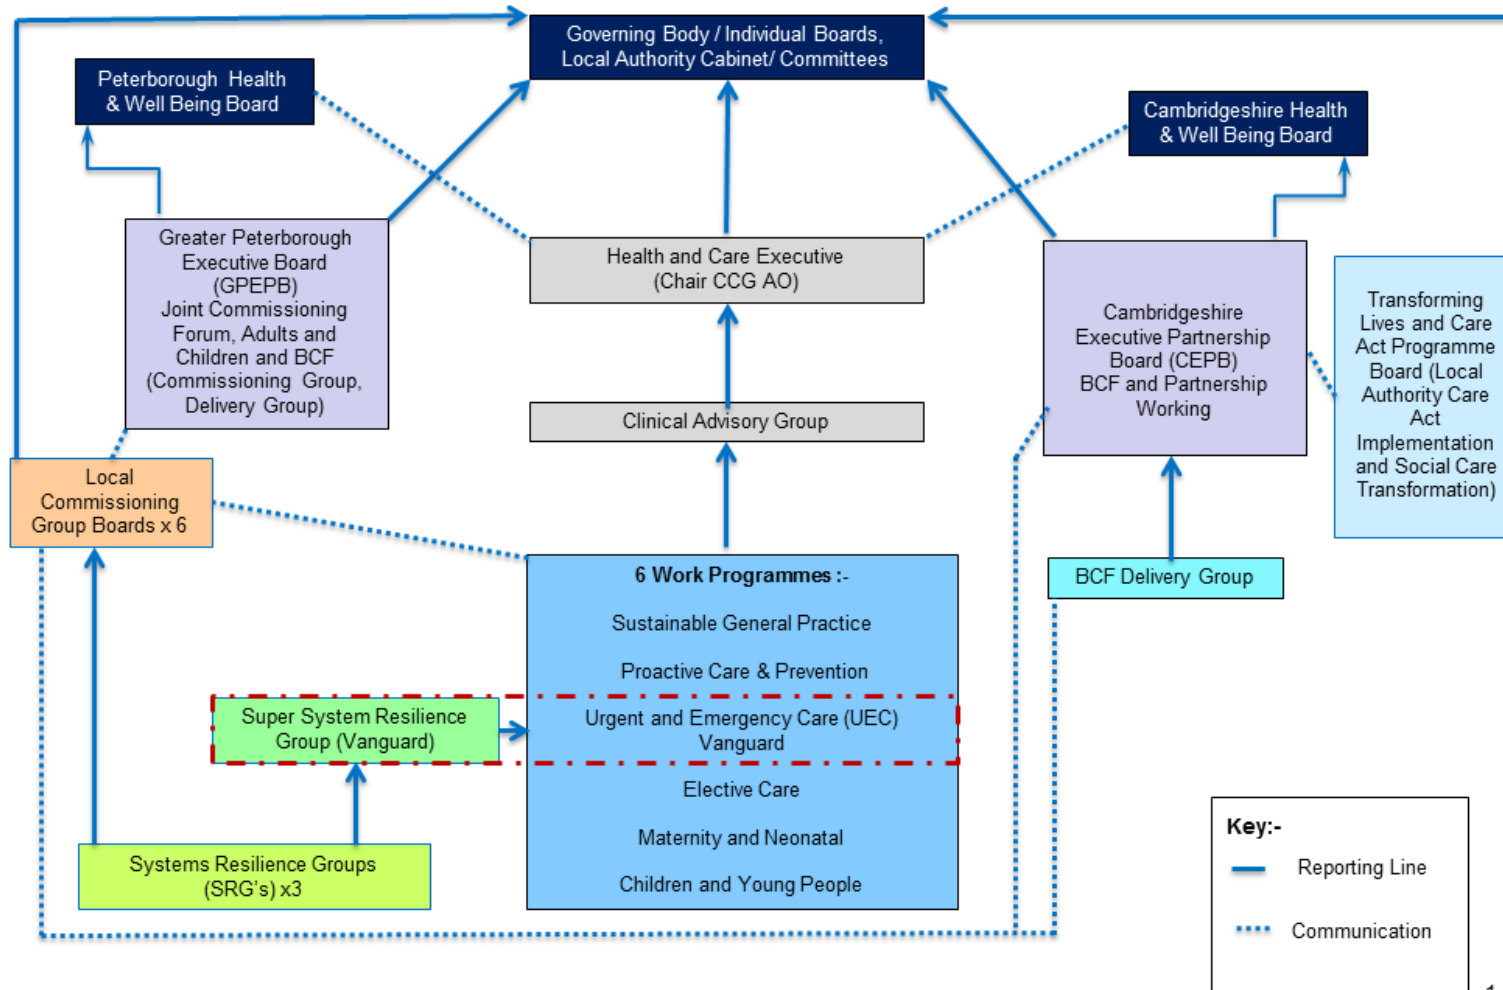 Governing Body / Individual Boards,
Local Authority Cabinet/ Committees
Peterborough Health
& Well Being Board
Cambridgeshire Health
& Well Being Board
Greater Peterborough
Executive Board
(GPEPB)
Joint Commissioning
Forum, Adults and
Children and BCF
(Commissioning Group,
Delivery Group)
Health and Care Executive
(Chair CCG AO)
Cambridgeshire
Executive Partnership
Board (CEPB)
BCF and Partnership
Working
Transforming
Lives and Care
Act Programme
Board (Local
Authority Care
Act
Implementation
and Social Care
Transformation)
Clinical Advisory Group
Local
Commissioning
Group Boards x 6
6 Work Programmes :-
Sustainable General Practice
Proactive Care & Prevention
Urgent and Emergency Care (UEC)
Vanguard
Elective Care
Maternity and Neonatal
Children and Young People
BCF Delivery Group
Super System Resilience
Group (Vanguard)
Systems Resilience Groups
(SRG's) x3
Key:-
Reporting Line
Communication